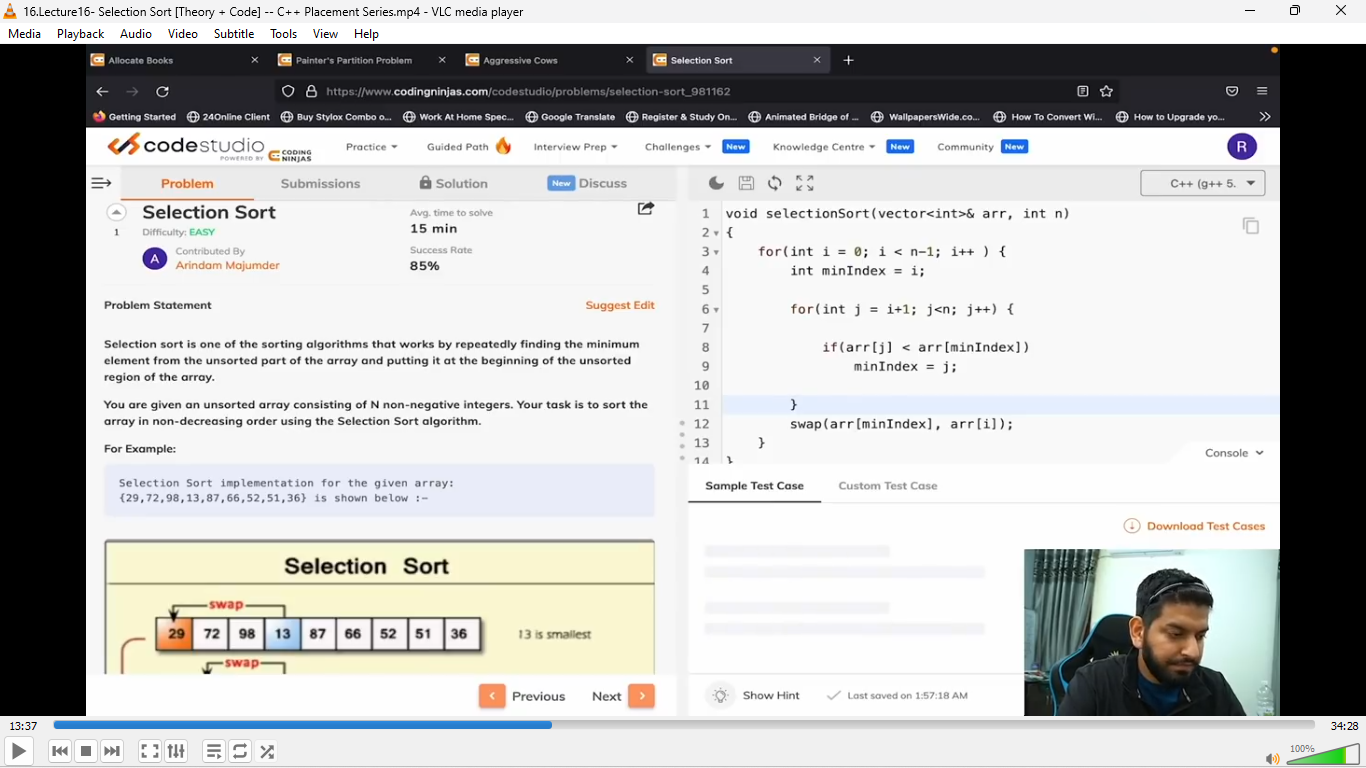 16.Lecture16- Selection Sort [Theory + Code] -- C++ Placement Series.mp4 - VLC media player
Media Playback Audio Video Subtitle Tools View Help
Allocate Books Painter's Partition Problem Aggressive Cows Selection Sort
https://www.codingninjas.com/codestudio/problems/selection-sort_981162
Getting Started 24Online Client Buy Stylox Combo o... Work At Home Spec... Google Translate Register & Study On... Animated Bridge of ... WallpapersWide.co... How To Convert Wi... How to Upgrade yo...
codestudio
POWERED BY CODING NINJAS
Practice Guided Path Interview Prep Challenges New Knowledge Centre New Community New R
Problem Submissions Solution New Discuss
Selection Sort
1
Difficulty: EASY
A
Contributed By
Arindam Majumder
Avg. time to solve
15 min
Success Rate
85%
Problem Statement Suggest Edit
Selection sort is one of the sorting algorithms that works by repeatedly finding the minimum
element from the unsorted part of the array and putting it at the beginning of the unsorted
region of the array.
You are given an unsorted array consisting of N non-negative integers. Your task is to sort the
array in non-decreasing order using the Selection Sort algorithm.
For Example:
Selection Sort implementation for the given array:
{29,72,98,13,87,66,52,51,36} is shown below :-
Selection Sort
swap
29 72 98 13 87 66 52 51 36 13 is smallest
swap
Previous Next
C++ (g++ 5.
1 void selectionSort(vector<int>& arr, int n)
2 {
3 for(int i = 0; i < n-1; i++ ) {
4 int minIndex = i;
5
6 for(int j = i+1; j<n; j++) {
7
8 if(arr[j] < arr[minIndex])
9 minIndex = j;
10
11 }
12 swap(arr[minIndex], arr[i]);
13 }
14 }
Console
Sample Test Case Custom Test Case
Download Test Cases
Show Hint Last saved on 1:57:18 AM
13:37 34:28
100%